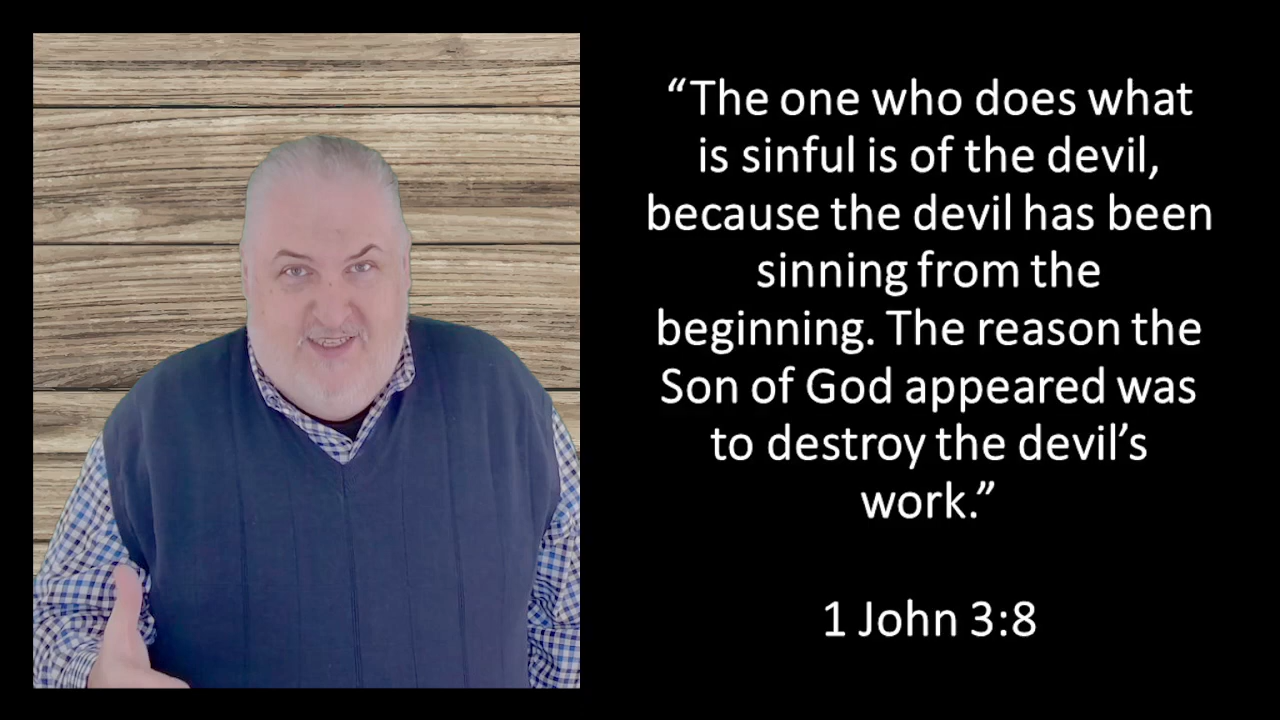 “The one who does what
is sinful is of the devil,
because the devil has been
sinning from the
beginning. The reason the
Son of God appeared was
to destroy the devil’s
work.”
1 John 3:8